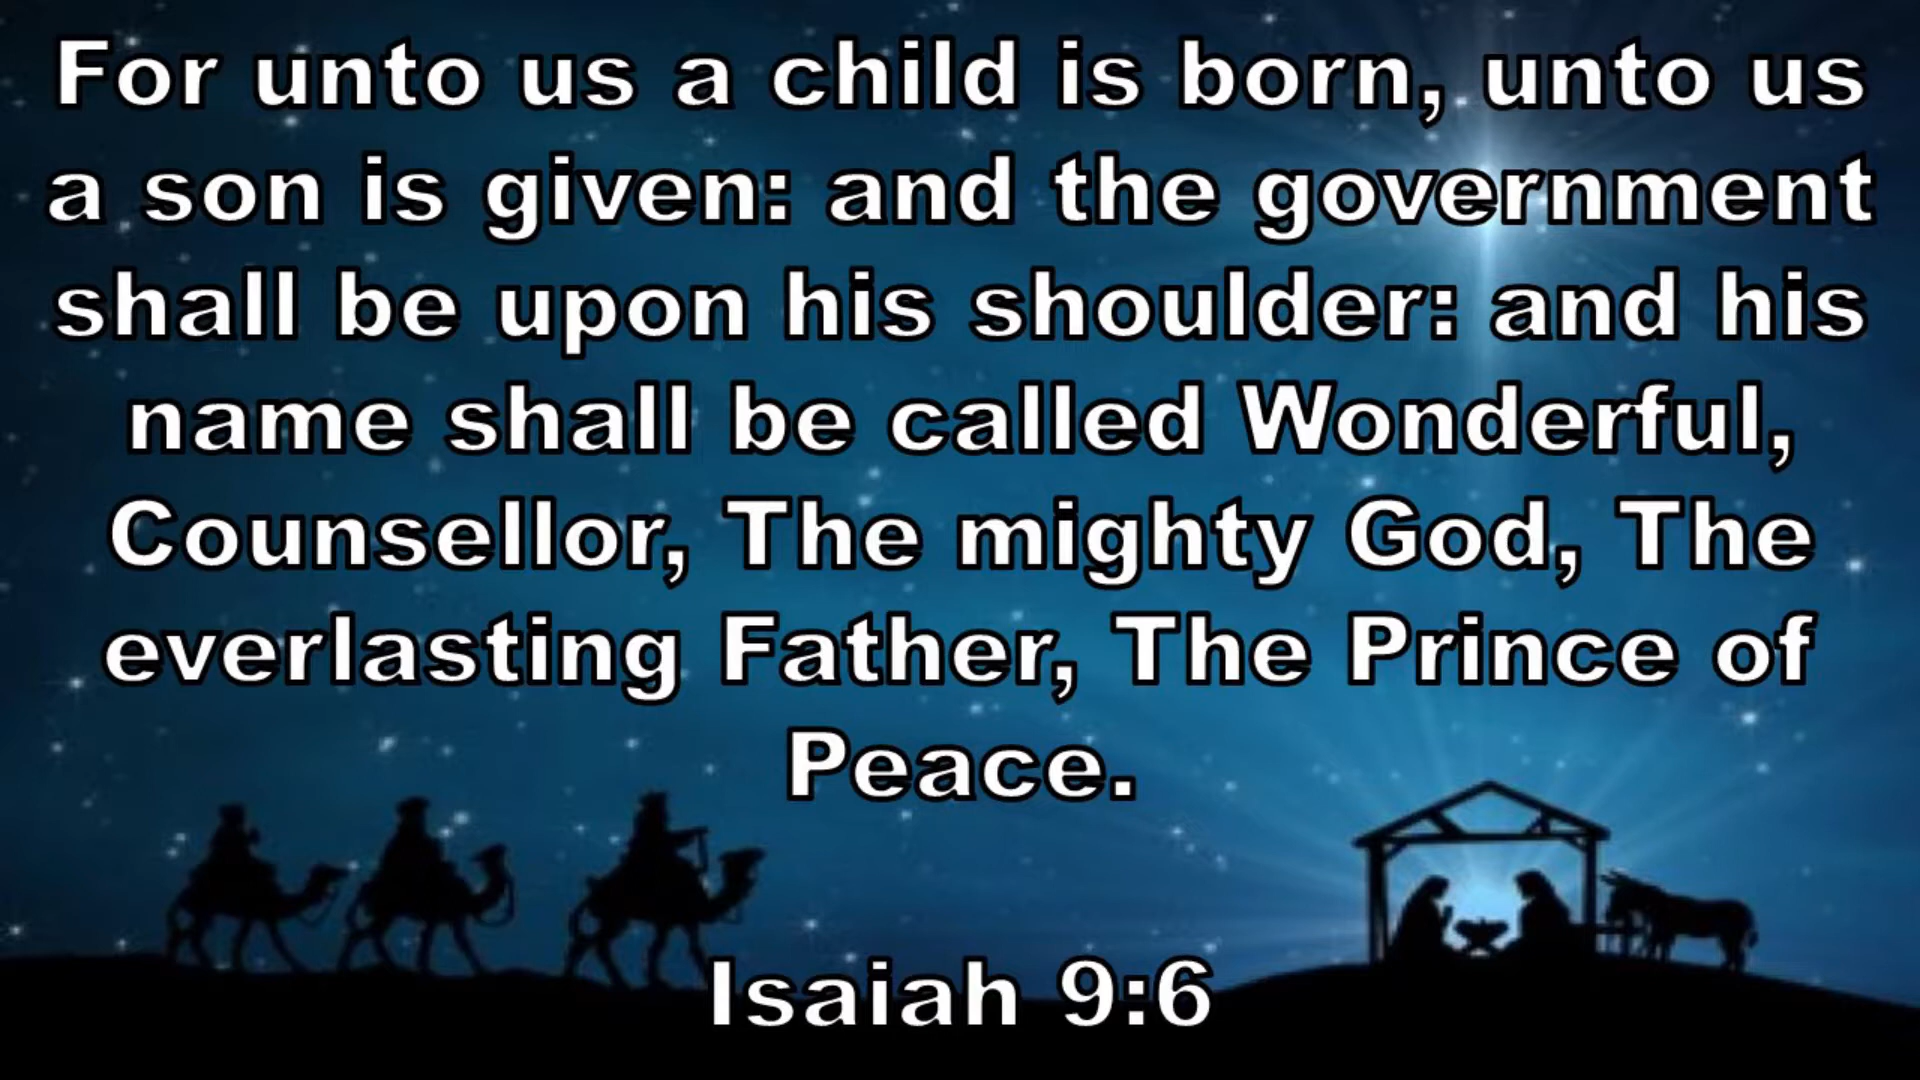 For unto us a child is born, unto us
a son is given: and the government
shall be upon his shoulder: and his
name shall be called Wonderful,
Counsellor, The mighty God, The
everlasting Father, The Prince of
Peace.
Isaiah 9:6